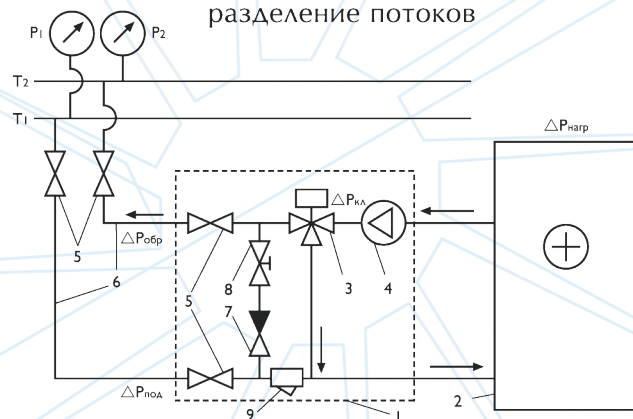 разделение потоков
P1 P2
T2
T1
△Pнагр
△Pкл
5 △Pобр
6 8 3 4
5
7
△Pпод
9 1 2